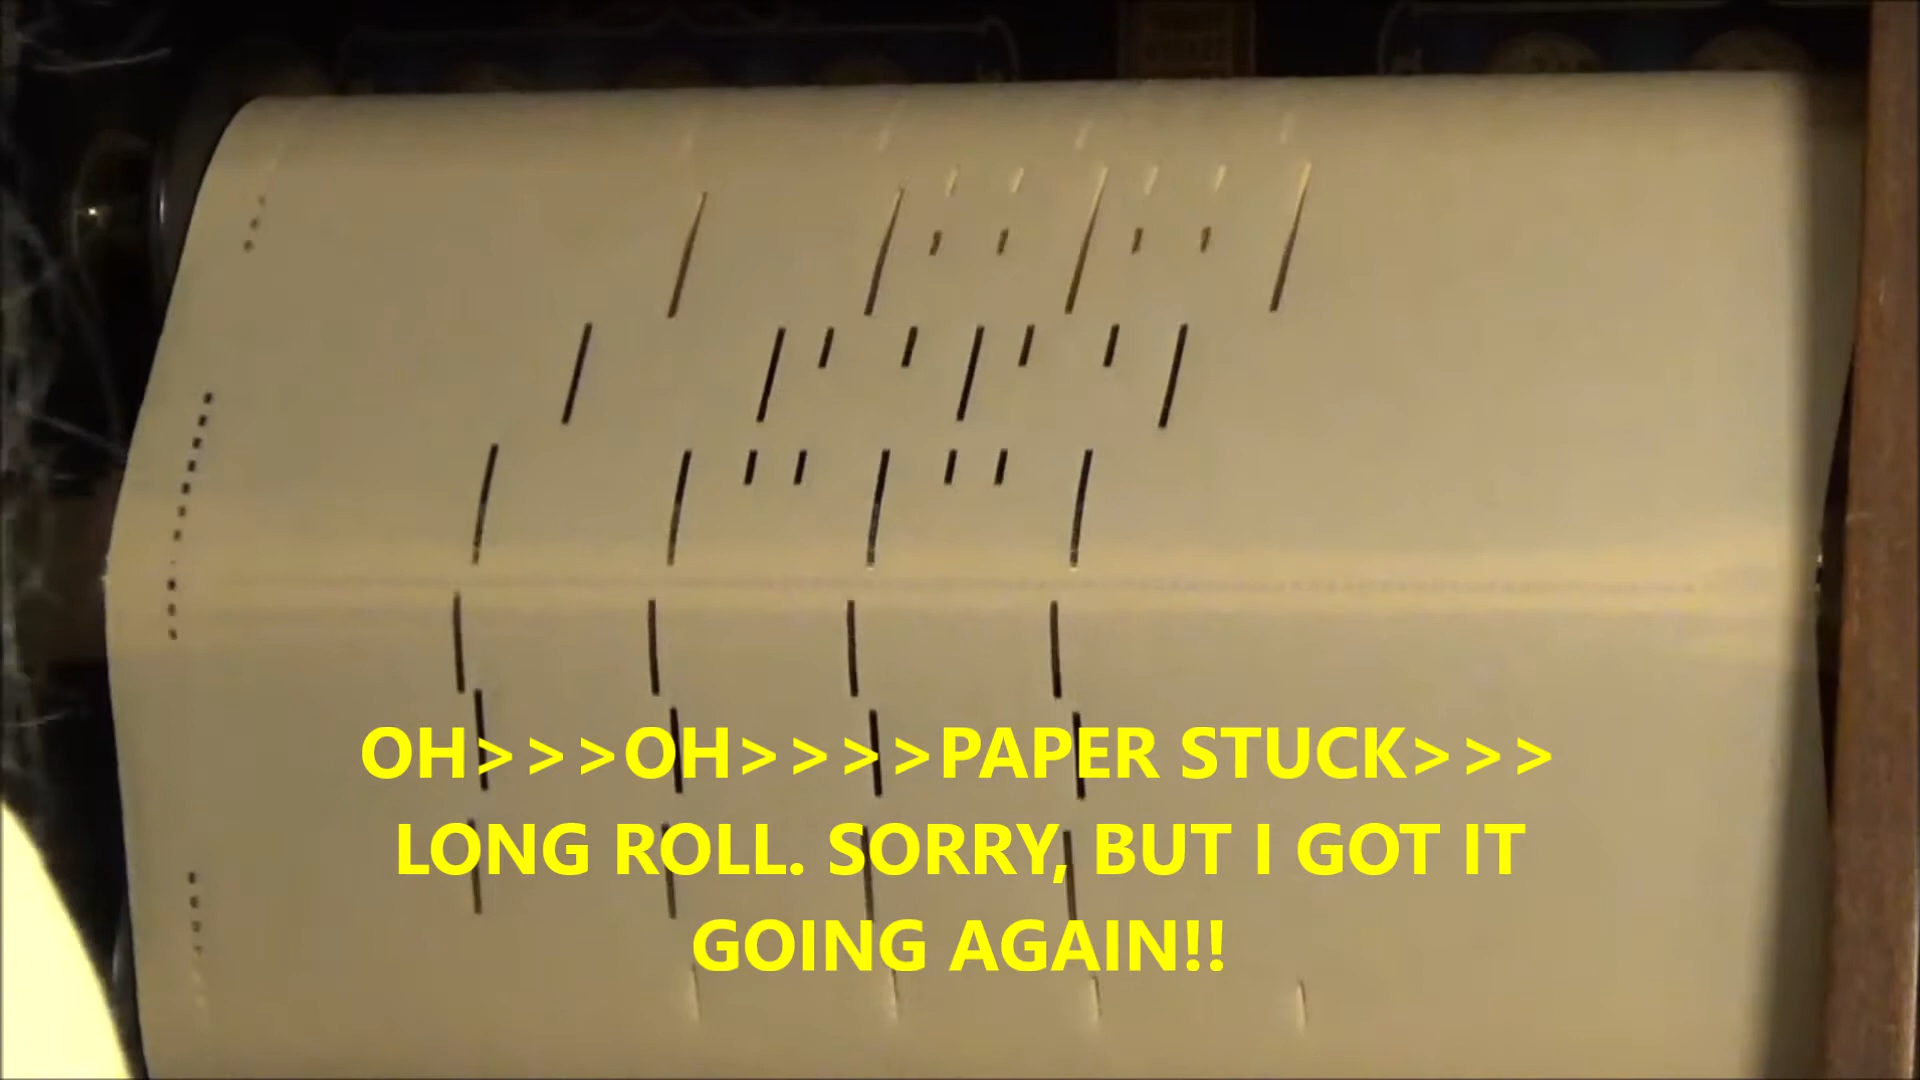 OH>>>OH>>>>PAPER STUCK>>>
LONG ROLL. SORRY, BUT I GOT IT
GOING AGAIN!!